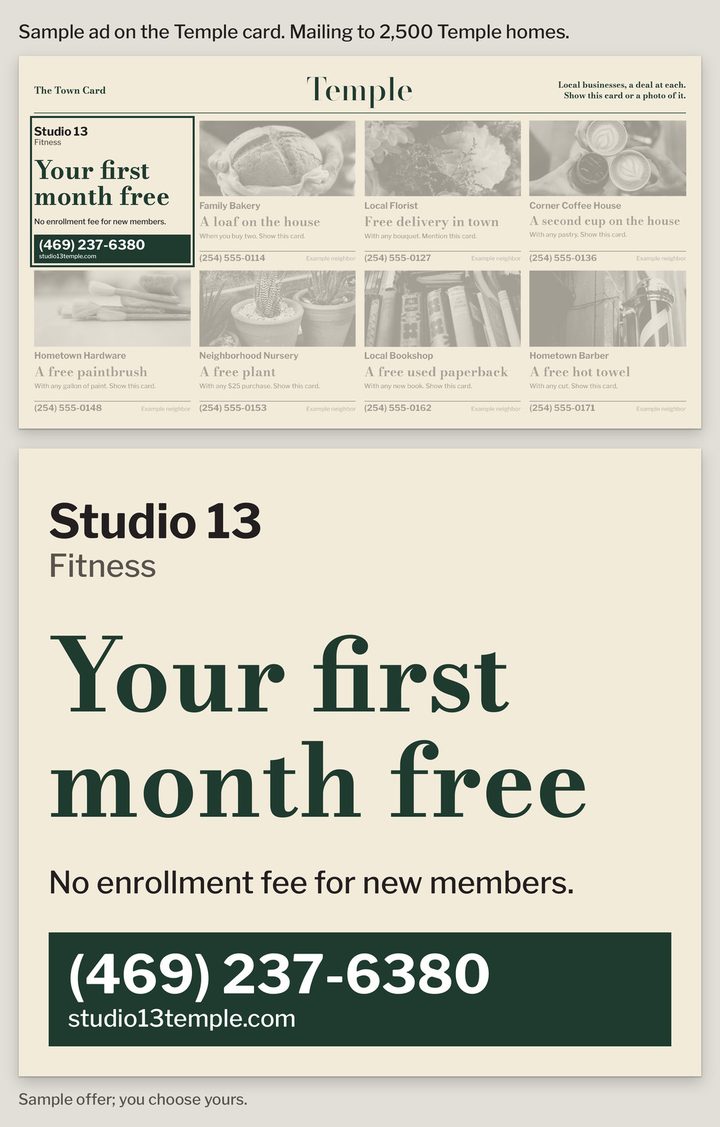 Sample ad on the Temple card. Mailing to 2,500 Temple homes.
The Town Card
Temple
Local businesses, a deal at each.
Show this card or a photo of it.
Studio 13
Fitness
Your first
month free
No enrollment fee for new members.
(469) 237-6380
studio13temple.com
Family Bakery
A loaf on the house
When you buy two. Show this card.
(254) 555-0114
Example neighbor
Local Florist
Free delivery in town
With any bouquet. Mention this card.
(254) 555-0127
Example neighbor
Corner Coffee House
A second cup on the house
With any pastry. Show this card.
(254) 555-0136
Example neighbor
Hometown Hardware
A free paintbrush
With any gallon of paint. Show this card.
(254) 555-0148
Example neighbor
Neighborhood Nursery
A free plant
With any $25 purchase. Show this card.
(254) 555-0153
Example neighbor
Local Bookshop
A free used paperback
With any new book. Show this card.
(254) 555-0162
Example neighbor
Hometown Barber
A free hot towel
With any cut. Show this card.
(254) 555-0171
Example neighbor
Studio 13
Fitness
Your first
month free
No enrollment fee for new members.
(469) 237-6380
studio13temple.com
Sample offer; you choose yours.